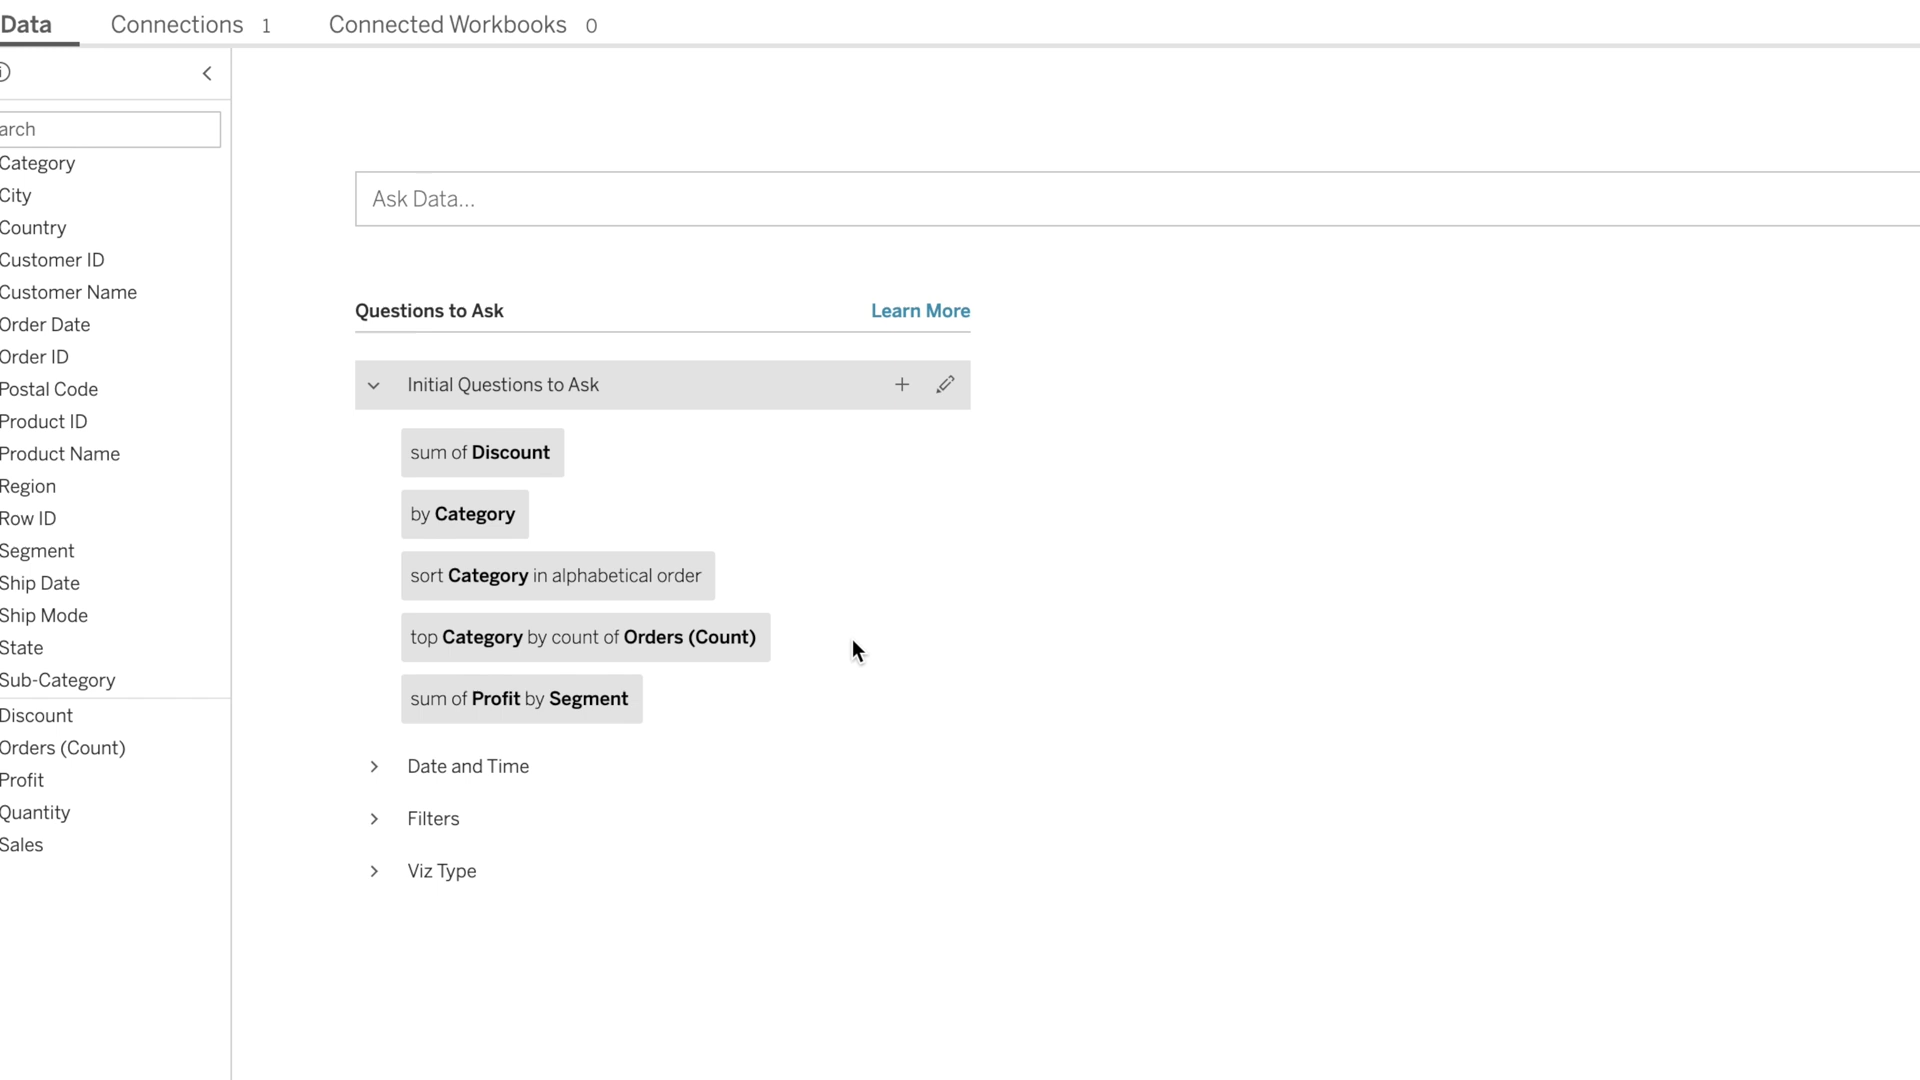 Data Connections 1 Connected Workbooks 0
arch
Category
City
Country
Customer ID
Customer Name
Order Date
Order ID
Postal Code
Product ID
Product Name
Region
Row ID
Segment
Ship Date
Ship Mode
State
Sub-Category
Discount
Orders (Count)
Profit
Quantity
Sales
Ask Data...
Questions to Ask Learn More
Initial Questions to Ask
sum of Discount
by Category
sort Category in alphabetical order
top Category by count of Orders (Count)
sum of Profit by Segment
Date and Time
Filters
Viz Type